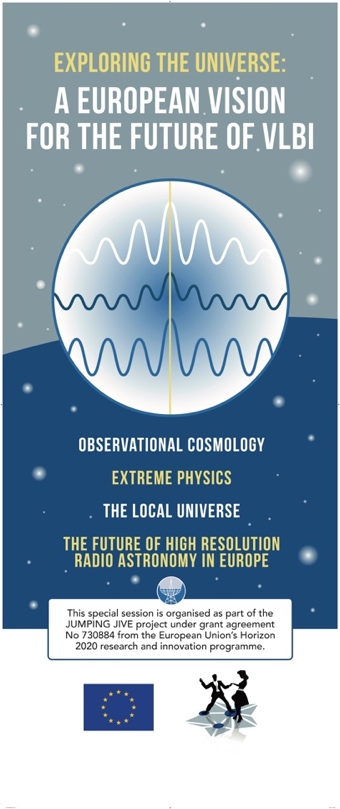 EXPLORING THE UNIVERSE:
A EUROPEAN VISION
FOR THE FUTURE OF VLBI
OBSERVATIONAL COSMOLOGY
EXTREME PHYSICS
THE LOCAL UNIVERSE
THE FUTURE OF HIGH RESOLUTION
RADIO ASTRONOMY IN EUROPE
This special session is organised as part of the
JUMPING JIVE project under grant agreement
No 730884 from the European Union's Horizon
2020 research and innovation programme.